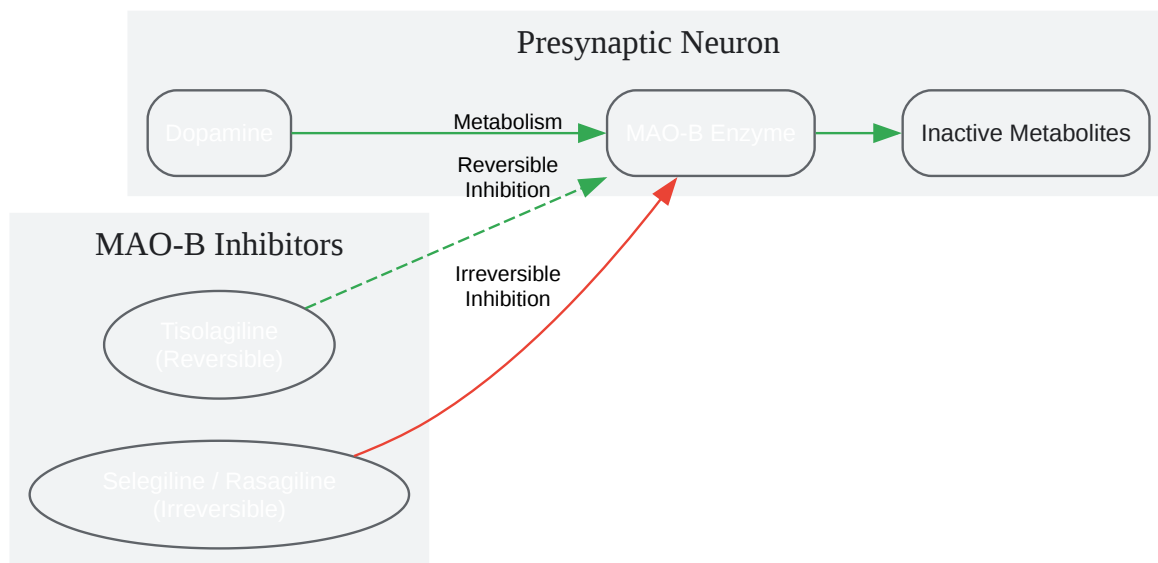 Presynaptic Neuron
Dopamine
Metabolism
MAO-B Enzyme
Inactive Metabolites
Reversible
Inhibition
MAO-B Inhibitors
Irreversible
Inhibition
Tisolagiline
(Reversible)
Selegiline / Rasagiline
(Irreversible)